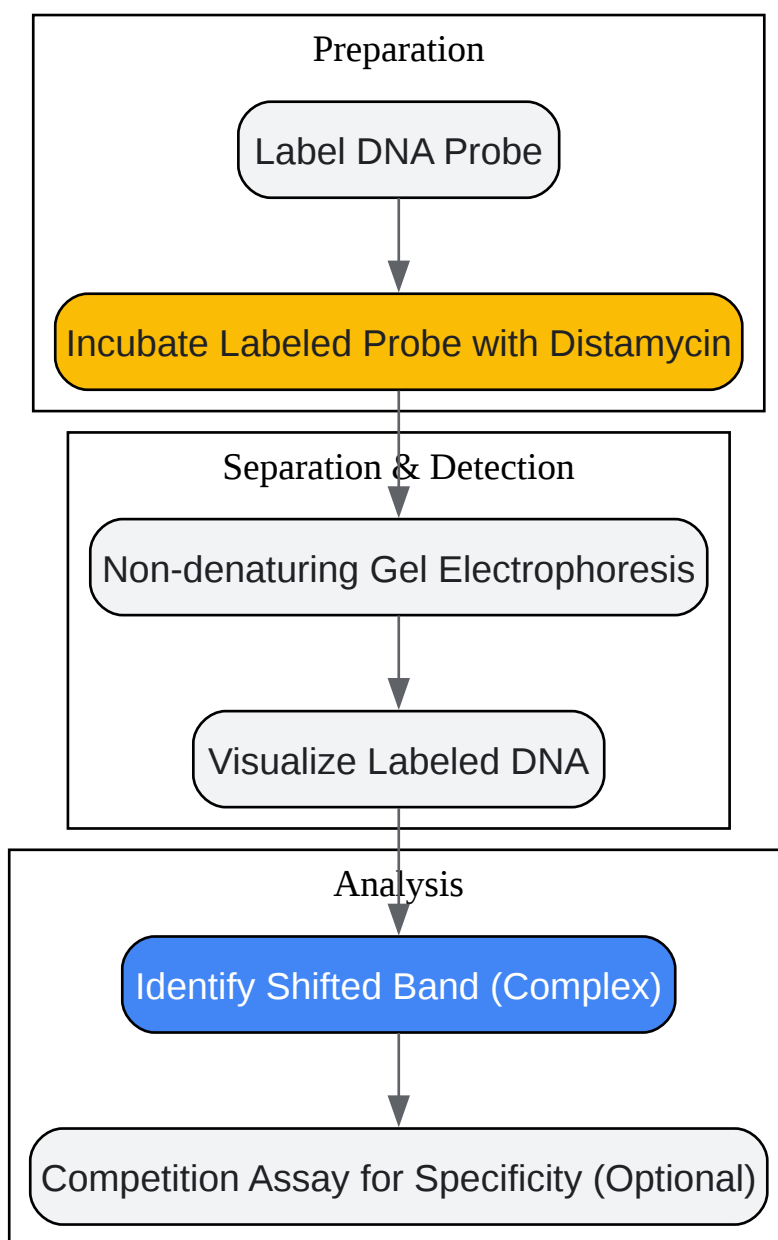 Preparation
Label DNA Probe
Incubate Labeled Probe with Distamycin
Separation & Detection
Non-denaturing Gel Electrophoresis
Visualize Labeled DNA
Analysis
Identify Shifted Band (Complex)
Competition Assay for Specificity (Optional)